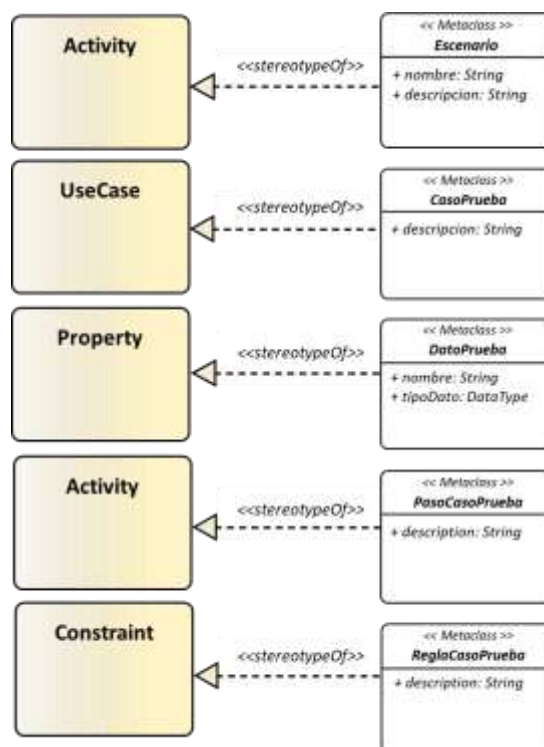 Activity
<<stereotypeOf>>
<< Metaclass >>
Escenario
+ nombre: String
+ descripcion: String
UseCase
<<stereotypeOf>>
<< Metaclass >>
CasoPrueba
+ descripcion: String
Property
<<stereotypeOf>>
<< Metaclass >>
DatoPrueba
+ nombre: String
+ tipoDato: DataType
Activity
<<stereotypeOf>>
<< Metaclass >>
PasoCasoPrueba
+ description: String
Constraint
<<stereotypeOf>>
<< Metaclass >>
ReglaCasoPrueba
+ description: String